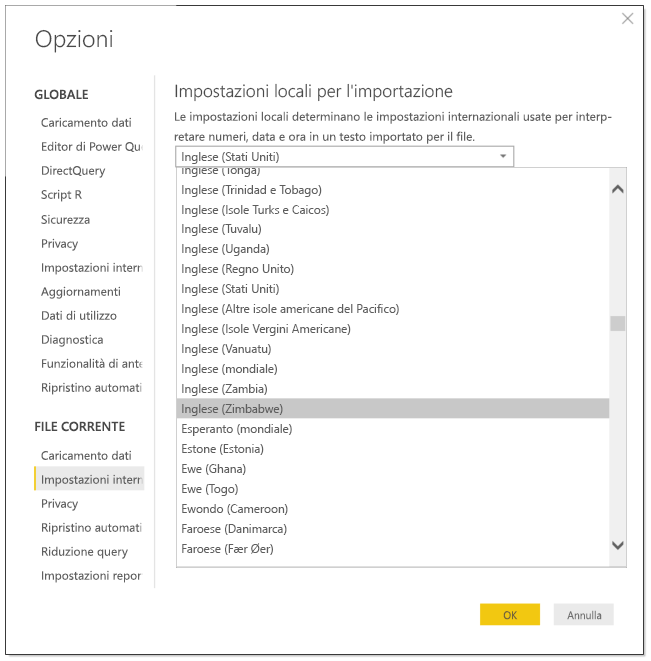 Opzioni
GLOBALE
Caricamento dati
Editor di Power Qu
DirectQuery
Script R
Sicurezza
Privacy
Impostazioni intern
Aggiornamenti
Dati di utilizzo
Diagnostica
Funzionalità di ante
Ripristino automati
FILE CORRENTE
Caricamento dati
Impostazioni intern
Privacy
Ripristino automati
Riduzione query
Impostazioni repor
Impostazioni locali per l'importazione
Le impostazioni locali determinano le impostazioni internazionali usate per interp-
retare numeri, data e ora in un testo importato per il file.
Inglese (Stati Uniti)
Inglese (Tonga)
Inglese (Trinidad e Tobago)
Inglese (Isole Turks e Caicos)
Inglese (Tuvalu)
Inglese (Uganda)
Inglese (Regno Unito)
Inglese (Stati Uniti)
Inglese (Altre isole americane del Pacifico)
Inglese (Isole Vergini Americane)
Inglese (Vanuatu)
Inglese (mondiale)
Inglese (Zambia)
Inglese (Zimbabwe)
Esperanto (mondiale)
Estone (Estonia)
Ewe (Ghana)
Ewe (Togo)
Ewondo (Cameroon)
Faroese (Danimarca)
Faroese (Fær Øer)
OK
Annulla